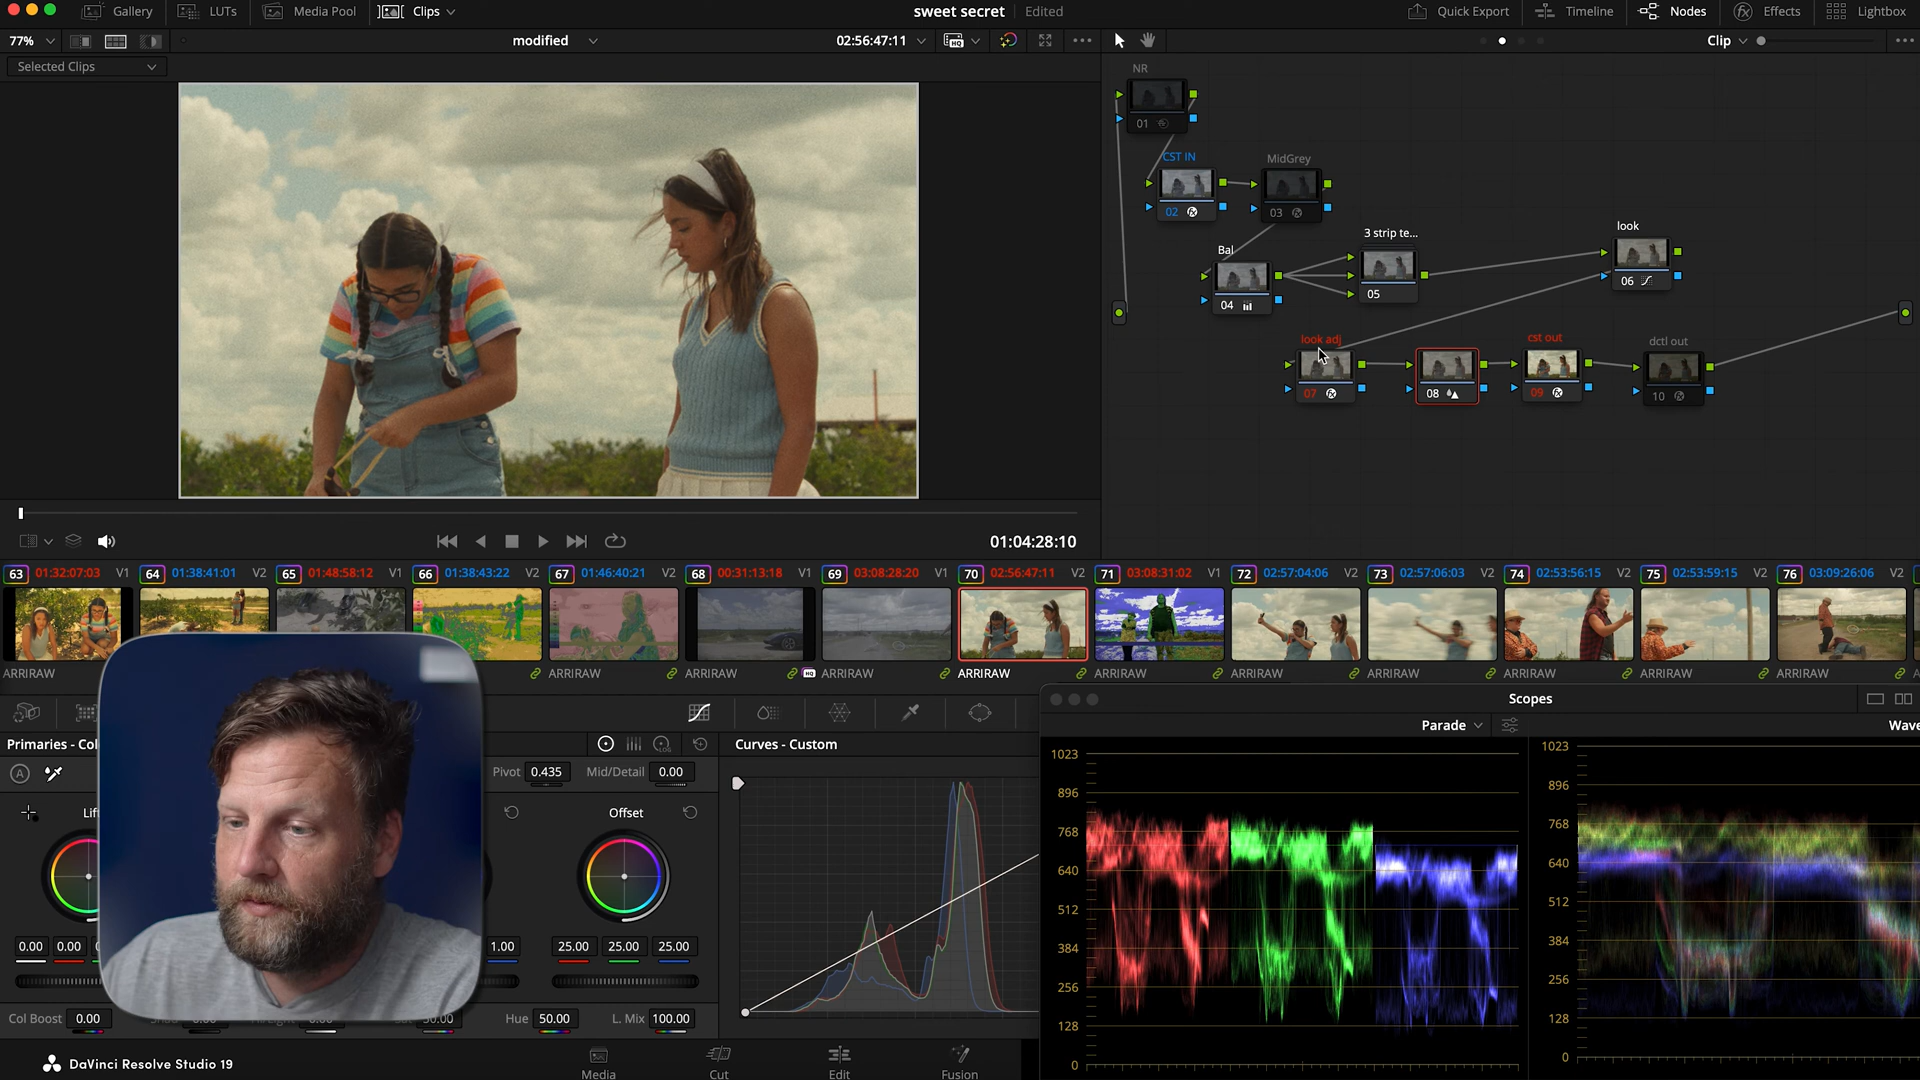 Gallery LUTs Media Pool Clips sweet secret Edited Quick Export Timeline Nodes Effects Lightbox
77% modified 02:56:47:11 Clip
Selected Clips
NR
01
CST IN MidGrey
02 03
Bal 3 strip te... look
04 05 06
look adj cst out dctl out
07 08 09 10
01:04:28:10
63 01:32:07:03 V1 64 01:38:41:01 V2 65 01:48:58:12 V1 66 01:38:43:22 V2 67 01:46:40:21 V2 68 00:31:13:18 V1 69 03:08:28:20 V1 70 02:56:47:11 V2 71 03:08:31:02 V1 72 02:57:04:06 V2 73 02:57:06:03 V2 74 02:53:56:15 V2 75 02:53:59:15 V2 76 03:09:26:06 V2
ARRIRAW ARRIRAW ARRIRAW ARRIRAW ARRIRAW ARRIRAW ARRIRAW ARRIRAW ARRIRAW ARRIRAW ARRIRAW
Scopes
Parade
Primaries - Curves - Custom
Pivot 0.435 Mid/Detail 0.00
Offset
0.00 0.00 1.00 25.00 25.00 25.00
Col Boost 0.00 Hue 50.00 L. Mix 100.00
1023
896
768
640
512
384
256
128
0
1023
896
768
640
512
384
256
128
0
DaVinci Resolve Studio 19 Media Cut Edit Fusion